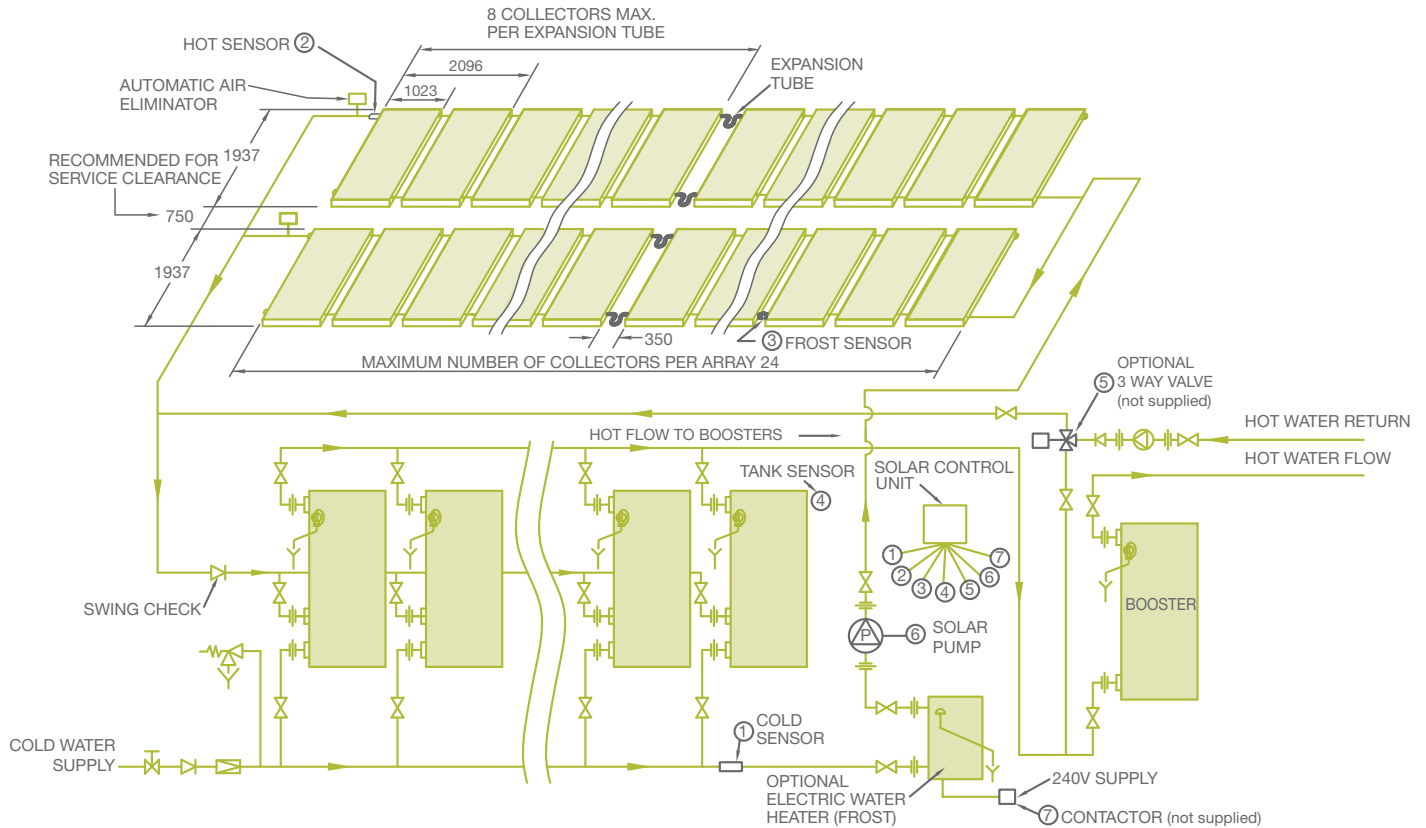 8 COLLECTORS MAX.
PER EXPANSION TUBE
HOT SENSOR ②
EXPANSION
TUBE
2096
AUTOMATIC AIR
ELIMINATOR
1023
1937
RECOMMENDED FOR
SERVICE CLEARANCE
750
1937
350
③ FROST SENSOR
MAXIMUM NUMBER OF COLLECTORS PER ARRAY 24
OPTIONAL
⑤ 3 WAY VALVE
(not supplied)
HOT WATER RETURN
HOT FLOW TO BOOSTERS
HOT WATER FLOW
TANK SENSOR
④
SOLAR CONTROL
UNIT
①
②
③
④
⑤
⑥
⑦
SWING CHECK
BOOSTER
P
⑥ SOLAR
PUMP
① COLD
SENSOR
COLD WATER
SUPPLY
OPTIONAL
ELECTRIC WATER
HEATER (FROST)
240V SUPPLY
⑦ CONTACTOR (not supplied)